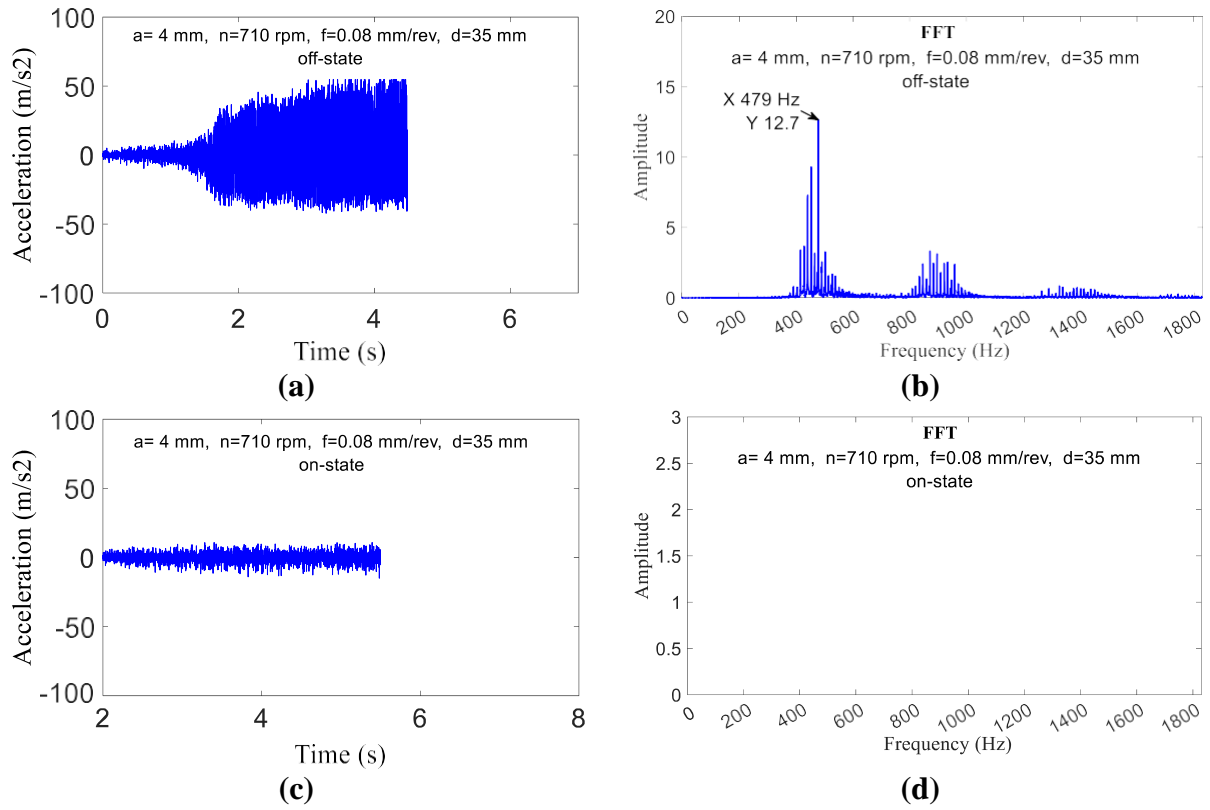 100
50
0
-50
-100
Acceleration (m/s2)
a= 4 mm, n=710 rpm, f=0.08 mm/rev, d=35 mm
off-state
0 2 4 6
Time (s)
(a)
20
15
10
5
0
Amplitude
FFT
a= 4 mm, n=710 rpm, f=0.08 mm/rev, d=35 mm
off-state
X 479 Hz
Y 12.7
0 200 400 600 800 1000 1200 1400 1600 1800
Frequency (Hz)
(b)
100
50
0
-50
-100
Acceleration (m/s2)
a= 4 mm, n=710 rpm, f=0.08 mm/rev, d=35 mm
on-state
2 4 6 8
Time (s)
(c)
3
2.5
2
1.5
1
0.5
0
Amplitude
FFT
a= 4 mm, n=710 rpm, f=0.08 mm/rev, d=35 mm
on-state
0 200 400 600 800 1000 1200 1400 1600 1800
Frequency (Hz)
(d)